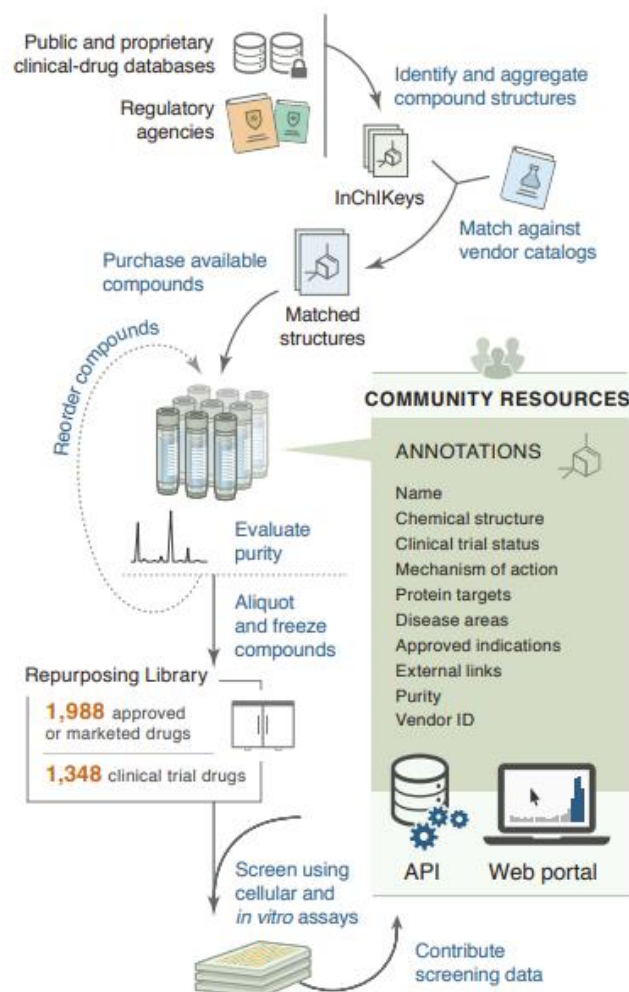 Public and proprietary
clinical-drug databases
Regulatory
agencies
Identify and aggregate
compound structures
InChIKeys
Match against
vendor catalogs
Purchase available
compounds
Matched
structures
Reorder compounds
Evaluate
purity
Aliquot
and freeze
compounds
Repurposing Library
1,988 approved
or marketed drugs
1,348 clinical trial drugs
Screen using
cellular and
in vitro assays
Contribute
screening data
COMMUNITY RESOURCES
ANNOTATIONS
Name
Chemical structure
Clinical trial status
Mechanism of action
Protein targets
Disease areas
Approved indications
External links
Purity
Vendor ID
API
Web portal